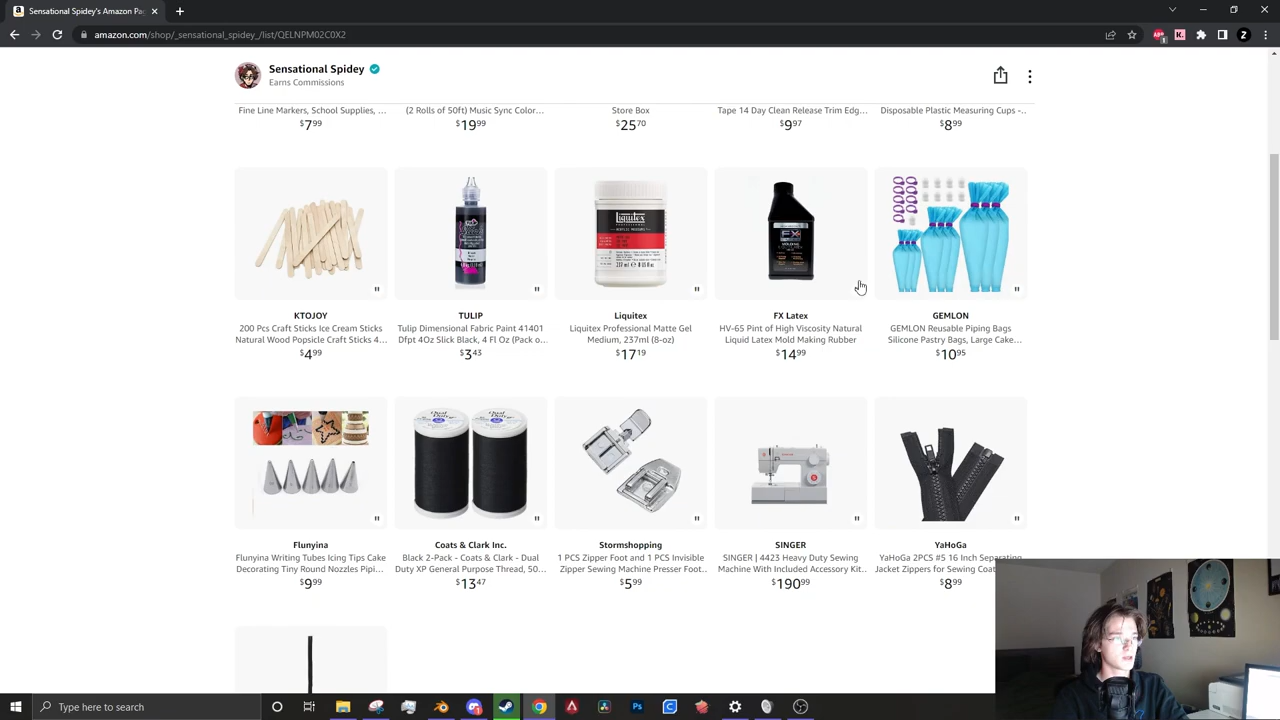 Sensational Spidey's Amazon Pag
amazon.com/shop/_sensational_spidey_/list/QELNPM02C0X2
Sensational Spidey
Earns Commissions
Fine Line Markers, School Supplies, ...
$7.99
(2 Rolls of 50ft) Music Sync Color...
$19.99
Store Box
$25.70
Tape 14 Day Clean Release Trim Edg...
$9.97
Disposable Plastic Measuring Cups -...
$8.99
KTOJOY
200 Pcs Craft Sticks Ice Cream Sticks
Natural Wood Popsicle Craft Sticks 4...
$4.99
TULIP
Tulip Dimensional Fabric Paint 41401
Dfpt 4Oz Slick Black, 4 Fl Oz (Pack o...
$3.43
Liquitex
Liquitex
Liquitex Professional Matte Gel
Medium, 237ml (8-oz)
$17.19
FX Latex
HV-65 Pint of High Viscosity Natural
Liquid Latex Mold Making Rubber
$14.99
GEMLON
GEMLON Reusable Piping Bags
Silicone Pastry Bags, Large Cake...
$10.95
Flunyina
Flunyina Writing Tubes Icing Tips Cake
Decorating Tiny Round Nozzles Pipi...
$9.99
Coats & Clark Inc.
Black 2-Pack - Coats & Clark - Dual
Duty XP General Purpose Thread, 50...
$13.47
Stormshopping
1 PCS Zipper Foot and 1 PCS Invisible
Zipper Sewing Machine Presser Foot..
$5.99
SINGER
SINGER | 4423 Heavy Duty Sewing
Machine With Included Accessory Kit..
$190.99
YaHoGa
YaHoGa 2PCS #5 16 Inch Separating
Jacket Zippers for Sewing Coat
$8.99
Type here to search